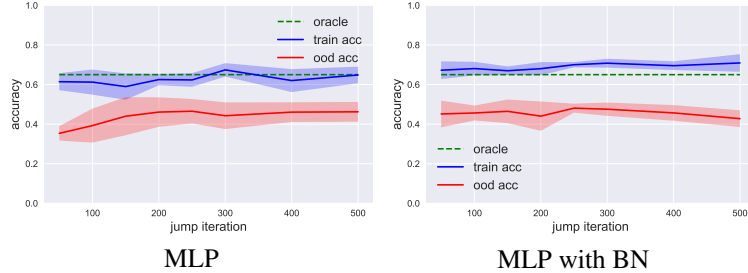 1.0
0.8
0.6
0.4
0.2
0.0
accuracy
oracle
train acc
ood acc
100 200 300 400 500
jump iteration
MLP
1.0
0.8
0.6
0.4
0.2
0.0
accuracy
oracle
train acc
ood acc
100 200 300 400 500
jump iteration
MLP with BN